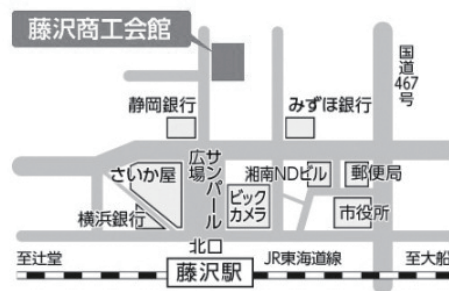 藤沢商工会館
国道467号
静岡銀行
みずほ銀行
さいか屋
サンパール
広場
湘南NDビル
郵便局
ビック
カメラ
市役所
横浜銀行
北口
至辻堂
藤沢駅
JR東海道線
至大船